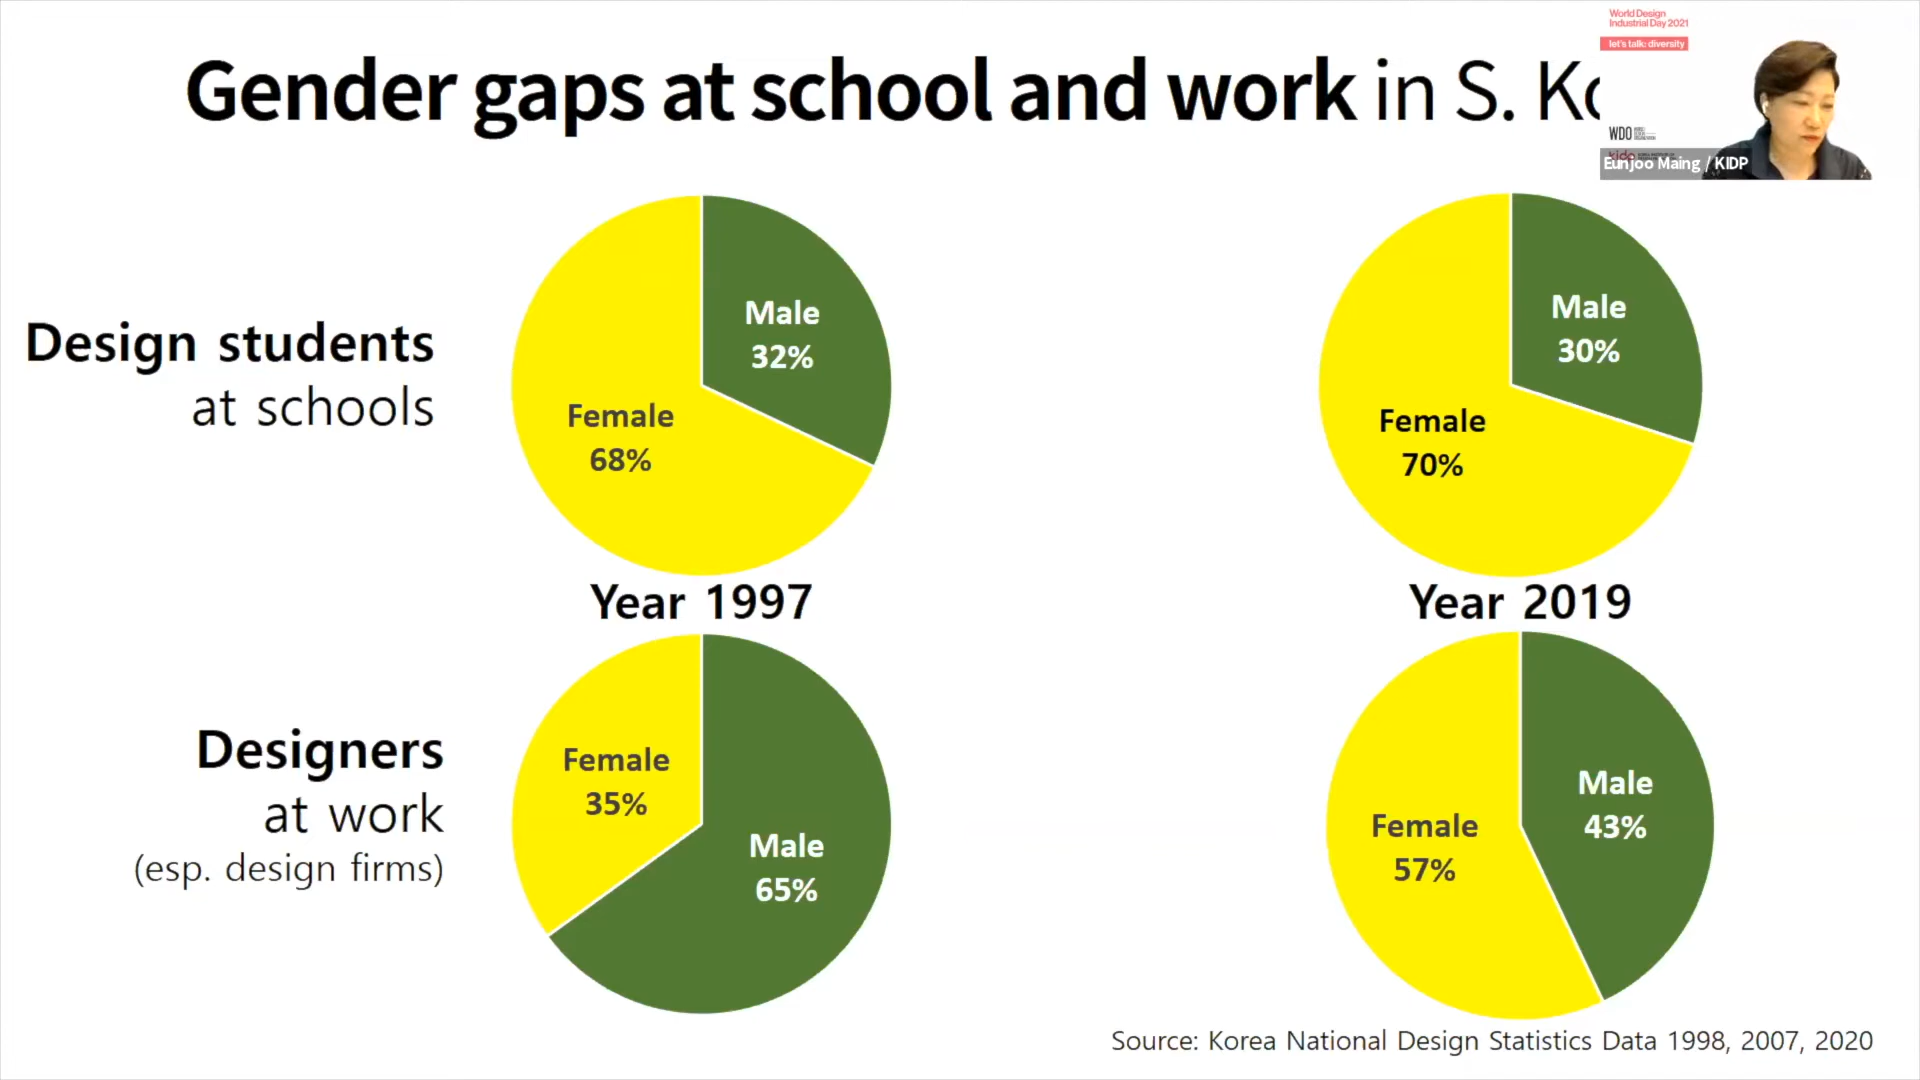 World Design
Industrial Day 2021
let's talk: diversity
Gender gaps at school and work in S. Ko
WDO
kidp
Eunjoo Maing / KIDP
Design students
at schools
Male
32%
Female
68%
Male
30%
Female
70%
Year 1997
Year 2019
Designers
at work
(esp. design firms)
Female
35%
Male
65%
Male
43%
Female
57%
Source: Korea National Design Statistics Data 1998, 2007, 2020